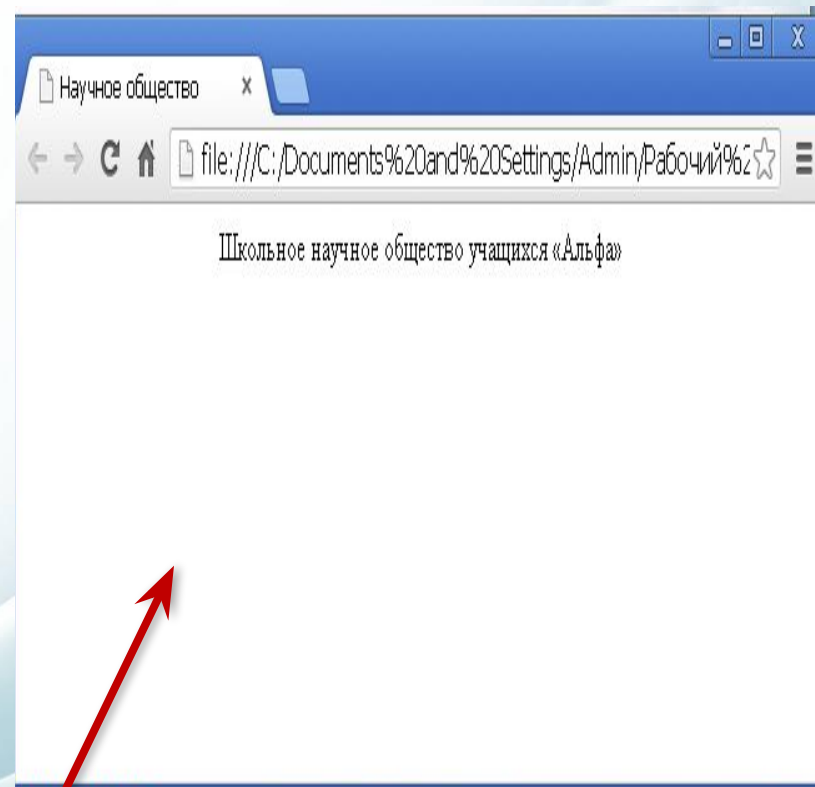 Научное общество
file:///C:/Documents%20and%20Settings/Admin/Рабочий%2
Школьное научное общество учащихся «Альфа»